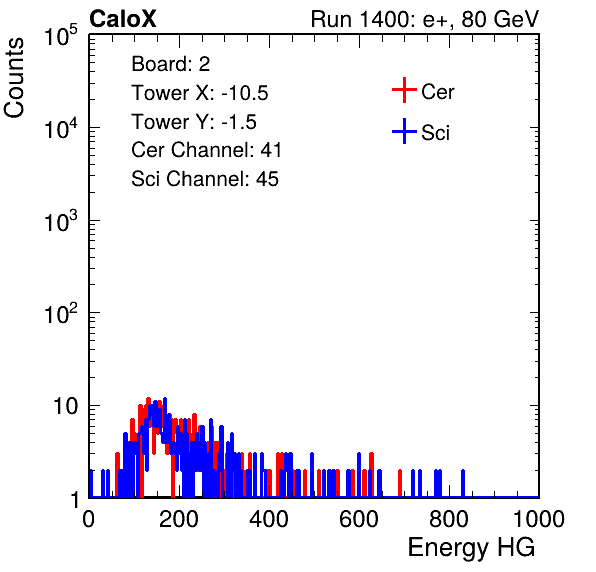 CaloX Run 1400: e+, 80 GeV
Counts
10^5
10^4
10^3
10^2
10
1
Board: 2
Tower X: -10.5
Tower Y: -1.5
Cer Channel: 41
Sci Channel: 45
Cer
Sci
0 200 400 600 800 1000
Energy HG